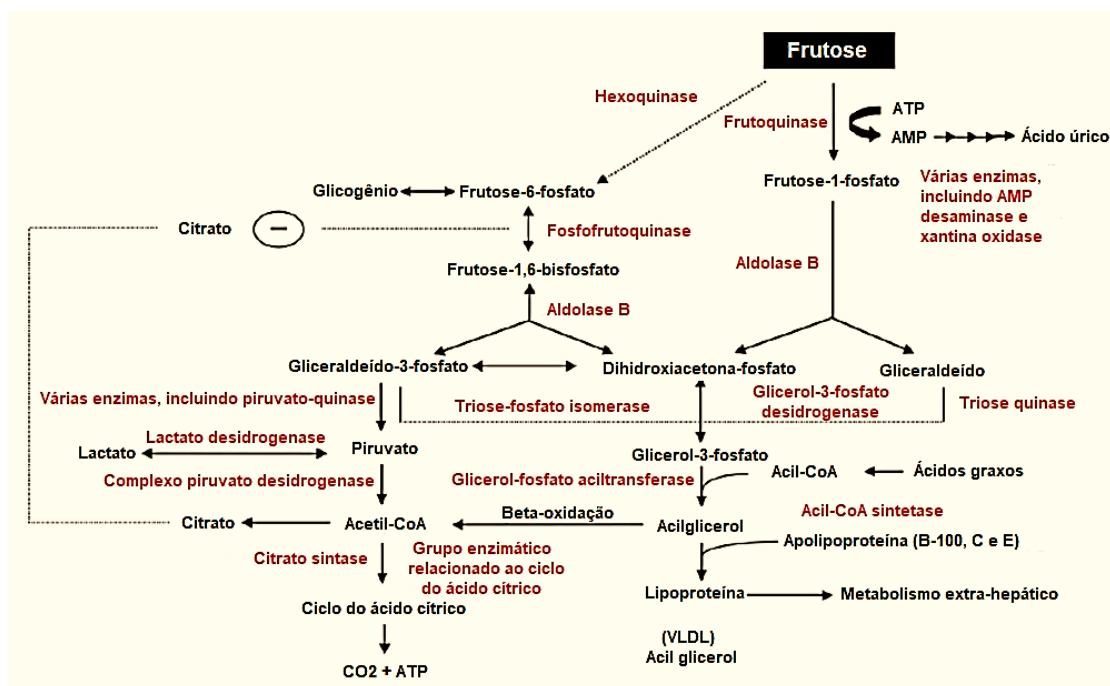 Frutose
Hexoquinase
Frutoquinase
ATP
AMP
Ácido úrico
Glicogênio
Frutose-6-fosfato
Frutose-1-fosfato
Várias enzimas,
incluindo AMP
desaminase e
xantina oxidase
Citrato
−
Fosfofrutoquinase
Frutose-1,6-bisfosfato
Aldolase B
Aldolase B
Gliceraldeído-3-fosfato
Dihidroxiacetona-fosfato
Gliceraldeído
Várias enzimas, incluindo piruvato-quinase
Triose-fosfato isomerase
Glicerol-3-fosfato
desidrogenase
Triose quinase
Lactato
Lactato desidrogenase
Piruvato
Glicerol-3-fosfato
Complexo piruvato desidrogenase
Glicerol-fosfato aciltransferase
Acil-CoA
Ácidos graxos
Citrato
Acetil-CoA
Beta-oxidação
Acilglicerol
Acil-CoA sintetase
Citrato sintase
Grupo enzimático
relacionado ao ciclo
do ácido cítrico
Apolipoproteína (B-100, C e E)
Ciclo do ácido cítrico
Lipoproteína
Metabolismo extra-hepático
(VLDL)
Acil glicerol
CO2 + ATP